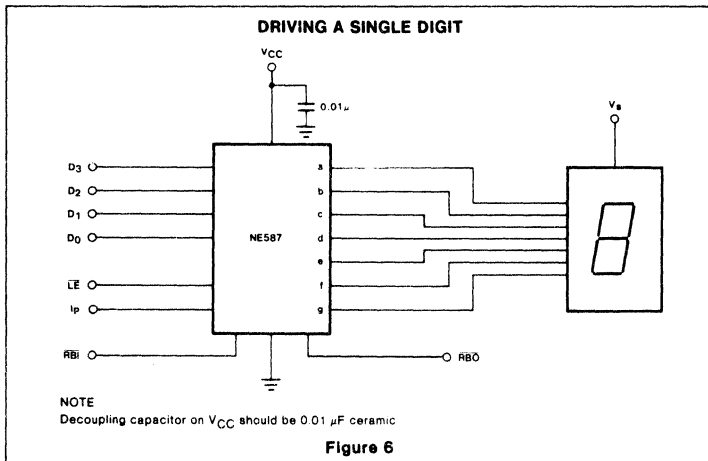 DRIVING A SINGLE DIGIT
VCC
0.01μ
Vs
D3
D2
D1
D0
LE
Ip
RBi
NE587
a
b
c
d
e
f
g
RBO
NOTE
Decoupling capacitor on VCC should be 0.01 μF ceramic
Figure 6